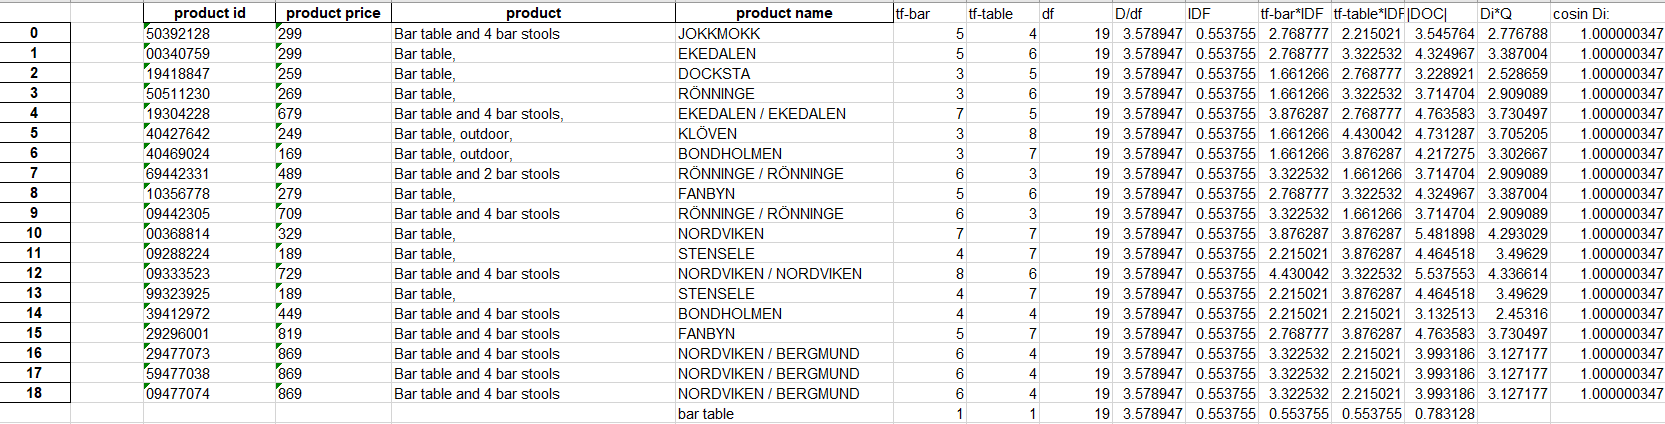 product id product price product product name tf-bar tf-table df D/df IDF tf-bar*IDF tf-table*IDF |DOC| Di*Q cosin Di:
0 50392128 299 Bar table and 4 bar stools JOKKMOKK 5 4 19 3.578947 0.553755 2.768777 2.215021 3.545764 2.776788 1.000000347
1 00340759 299 Bar table, EKEDALEN 5 6 19 3.578947 0.553755 2.768777 3.322532 4.324967 3.387004 1.000000347
2 19418847 259 Bar table, DOCKSTA 3 5 19 3.578947 0.553755 1.661266 2.768777 3.228921 2.528659 1.000000347
3 50511230 269 Bar table, RÖNNINGE 3 6 19 3.578947 0.553755 1.661266 3.322532 3.714704 2.909089 1.000000347
4 19304228 679 Bar table and 4 bar stools, EKEDALEN / EKEDALEN 7 5 19 3.578947 0.553755 3.876287 2.768777 4.763583 3.730497 1.000000347
5 40427642 249 Bar table, outdoor, KLÖVEN 3 8 19 3.578947 0.553755 1.661266 4.430042 4.731287 3.705205 1.000000347
6 40469024 169 Bar table, outdoor, BONDHOLMEN 3 7 19 3.578947 0.553755 1.661266 3.876287 4.217275 3.302667 1.000000347
7 69442331 489 Bar table and 2 bar stools RÖNNINGE / RÖNNINGE 6 3 19 3.578947 0.553755 3.322532 1.661266 3.714704 2.909089 1.000000347
8 10356778 279 Bar table, FANBYN 5 6 19 3.578947 0.553755 2.768777 3.322532 4.324967 3.387004 1.000000347
9 09442305 709 Bar table and 4 bar stools RÖNNINGE / RÖNNINGE 6 3 19 3.578947 0.553755 3.322532 1.661266 3.714704 2.909089 1.000000347
10 00368814 329 Bar table, NORDVIKEN 7 7 19 3.578947 0.553755 3.876287 3.876287 5.481898 4.293029 1.000000347
11 09288224 189 Bar table, STENSELE 4 7 19 3.578947 0.553755 2.215021 3.876287 4.464518 3.49629 1.000000347
12 09333523 729 Bar table and 4 bar stools NORDVIKEN / NORDVIKEN 8 6 19 3.578947 0.553755 4.430042 3.322532 5.537553 4.336614 1.000000347
13 99323925 189 Bar table, STENSELE 4 7 19 3.578947 0.553755 2.215021 3.876287 4.464518 3.49629 1.000000347
14 39412972 449 Bar table and 4 bar stools BONDHOLMEN 4 4 19 3.578947 0.553755 2.215021 2.215021 3.132513 2.45316 1.000000347
15 29296001 819 Bar table and 4 bar stools FANBYN 5 7 19 3.578947 0.553755 2.768777 3.876287 4.763583 3.730497 1.000000347
16 29477073 869 Bar table and 4 bar stools NORDVIKEN / BERGMUND 6 4 19 3.578947 0.553755 3.322532 2.215021 3.993186 3.127177 1.000000347
17 59477038 869 Bar table and 4 bar stools NORDVIKEN / BERGMUND 6 4 19 3.578947 0.553755 3.322532 2.215021 3.993186 3.127177 1.000000347
18 09477074 869 Bar table and 4 bar stools NORDVIKEN / BERGMUND 6 4 19 3.578947 0.553755 3.322532 2.215021 3.993186 3.127177 1.000000347
bar table 1 1 19 3.578947 0.553755 0.553755 0.553755 0.783128